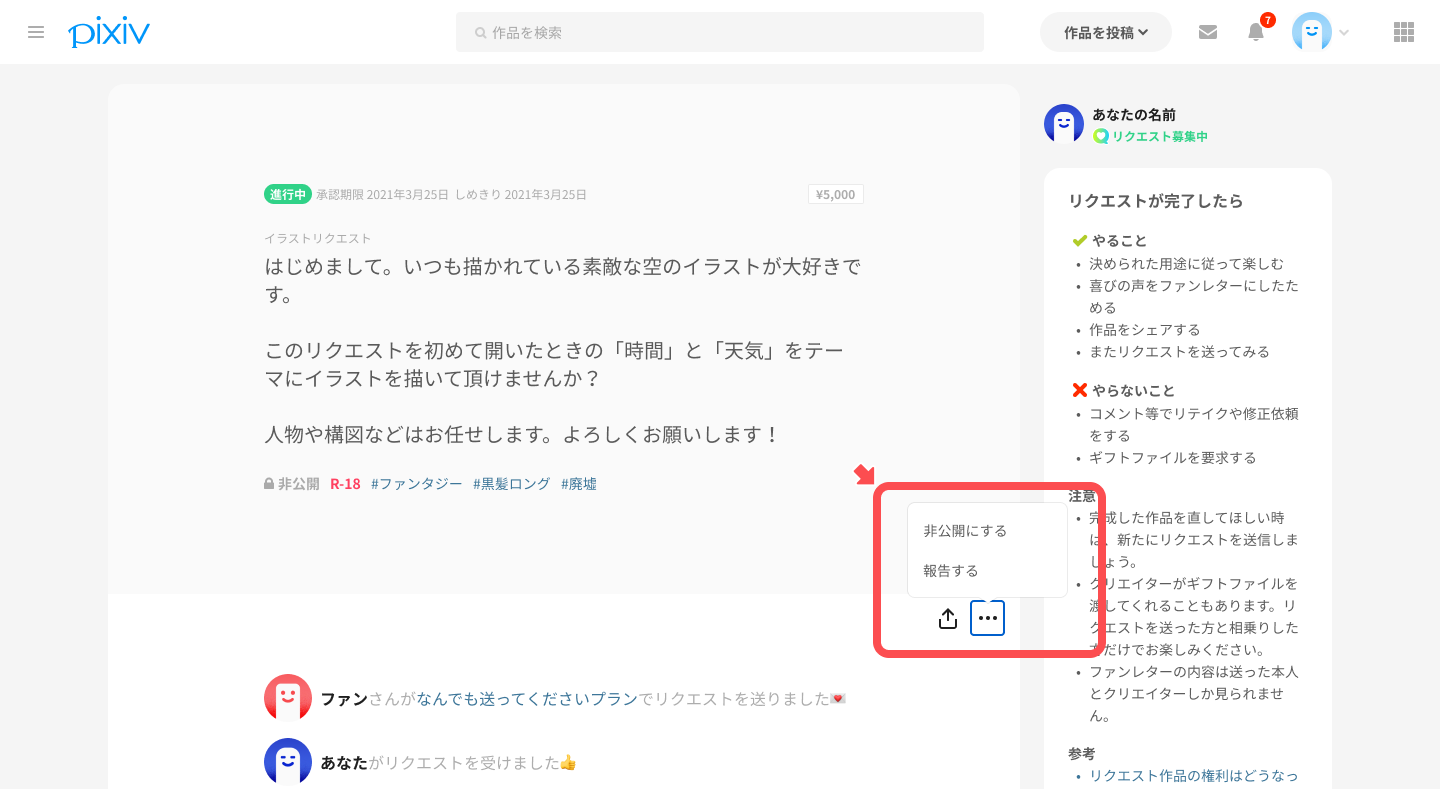 pixiv
作品を検索
作品を投稿
7
進行中 承認期限 2021年3月25日 しめきり 2021年3月25日
¥5,000
イラストリクエスト
はじめまして。いつも描かれている素敵な空のイラストが大好きで
す。
このリクエストを初めて開いたときの「時間」と「天気」をテー
マにイラストを描いて頂けませんか？
人物や構図などはお任せします。よろしくお願いします！
非公開 R-18 #ファンタジー #黒髪ロング #廃墟
非公開にする
報告する
ファンさんがなんでも送ってくださいプランでリクエストを送りました💌
あなたがリクエストを受けました👍
あなたの名前
リクエスト募集中
リクエストが完了したら
やること
• 決められた用途に従って楽しむ
• 喜びの声をファンレターにしたた
める
• 作品をシェアする
• またリクエストを送ってみる
やらないこと
• コメント等でリテイクや修正依頼
をする
• ギフトファイルを要求する
注意
• 完成した作品を直してほしい時
は、新たにリクエストを送信しま
しょう。
• クリエイターがギフトファイルを
渡してくれることもあります。リ
クエストを送った方と相乗りした
方だけでお楽しみください。
• ファンレターの内容は送った本人
とクリエイターしか見られませ
ん。
参考
• リクエスト作品の権利はどうなっ